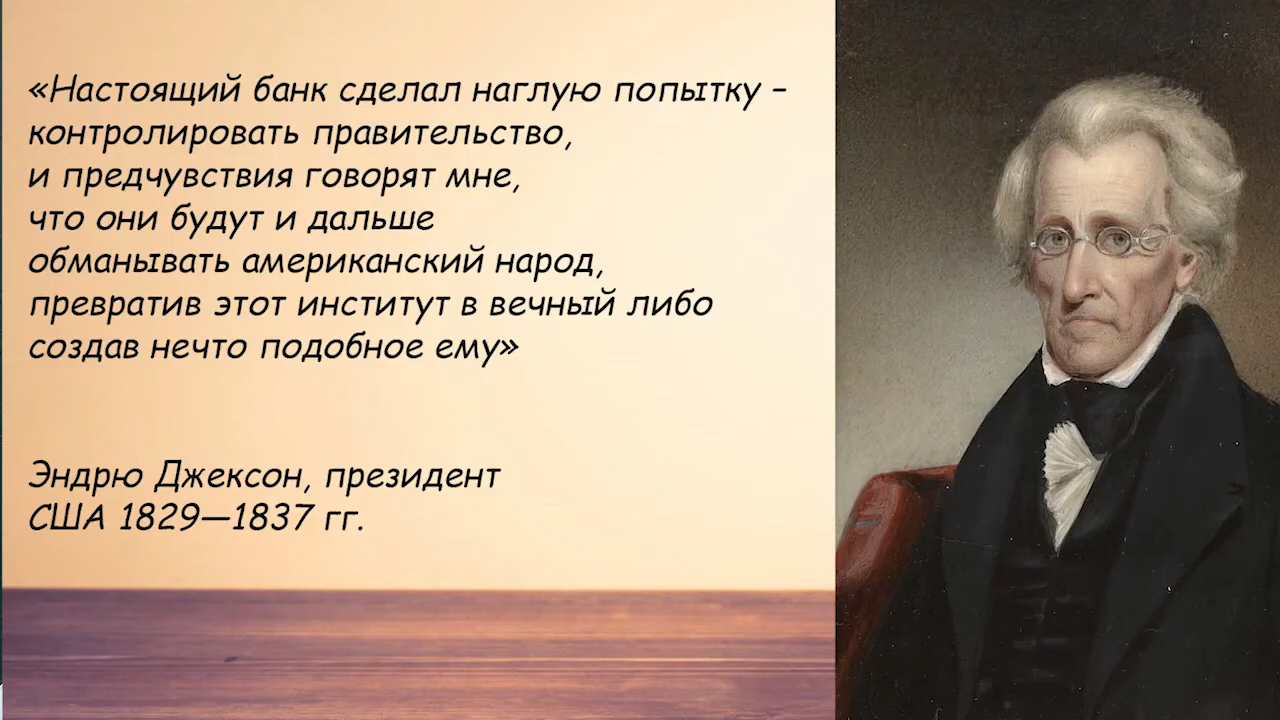 «Настоящий банк сделал наглую попытку –
контролировать правительство,
и предчувствия говорят мне,
что они будут и дальше
обманывать американский народ,
превратив этот институт в вечный либо
создав нечто подобное ему»
Эндрю Джексон, президент
США 1829—1837 гг.